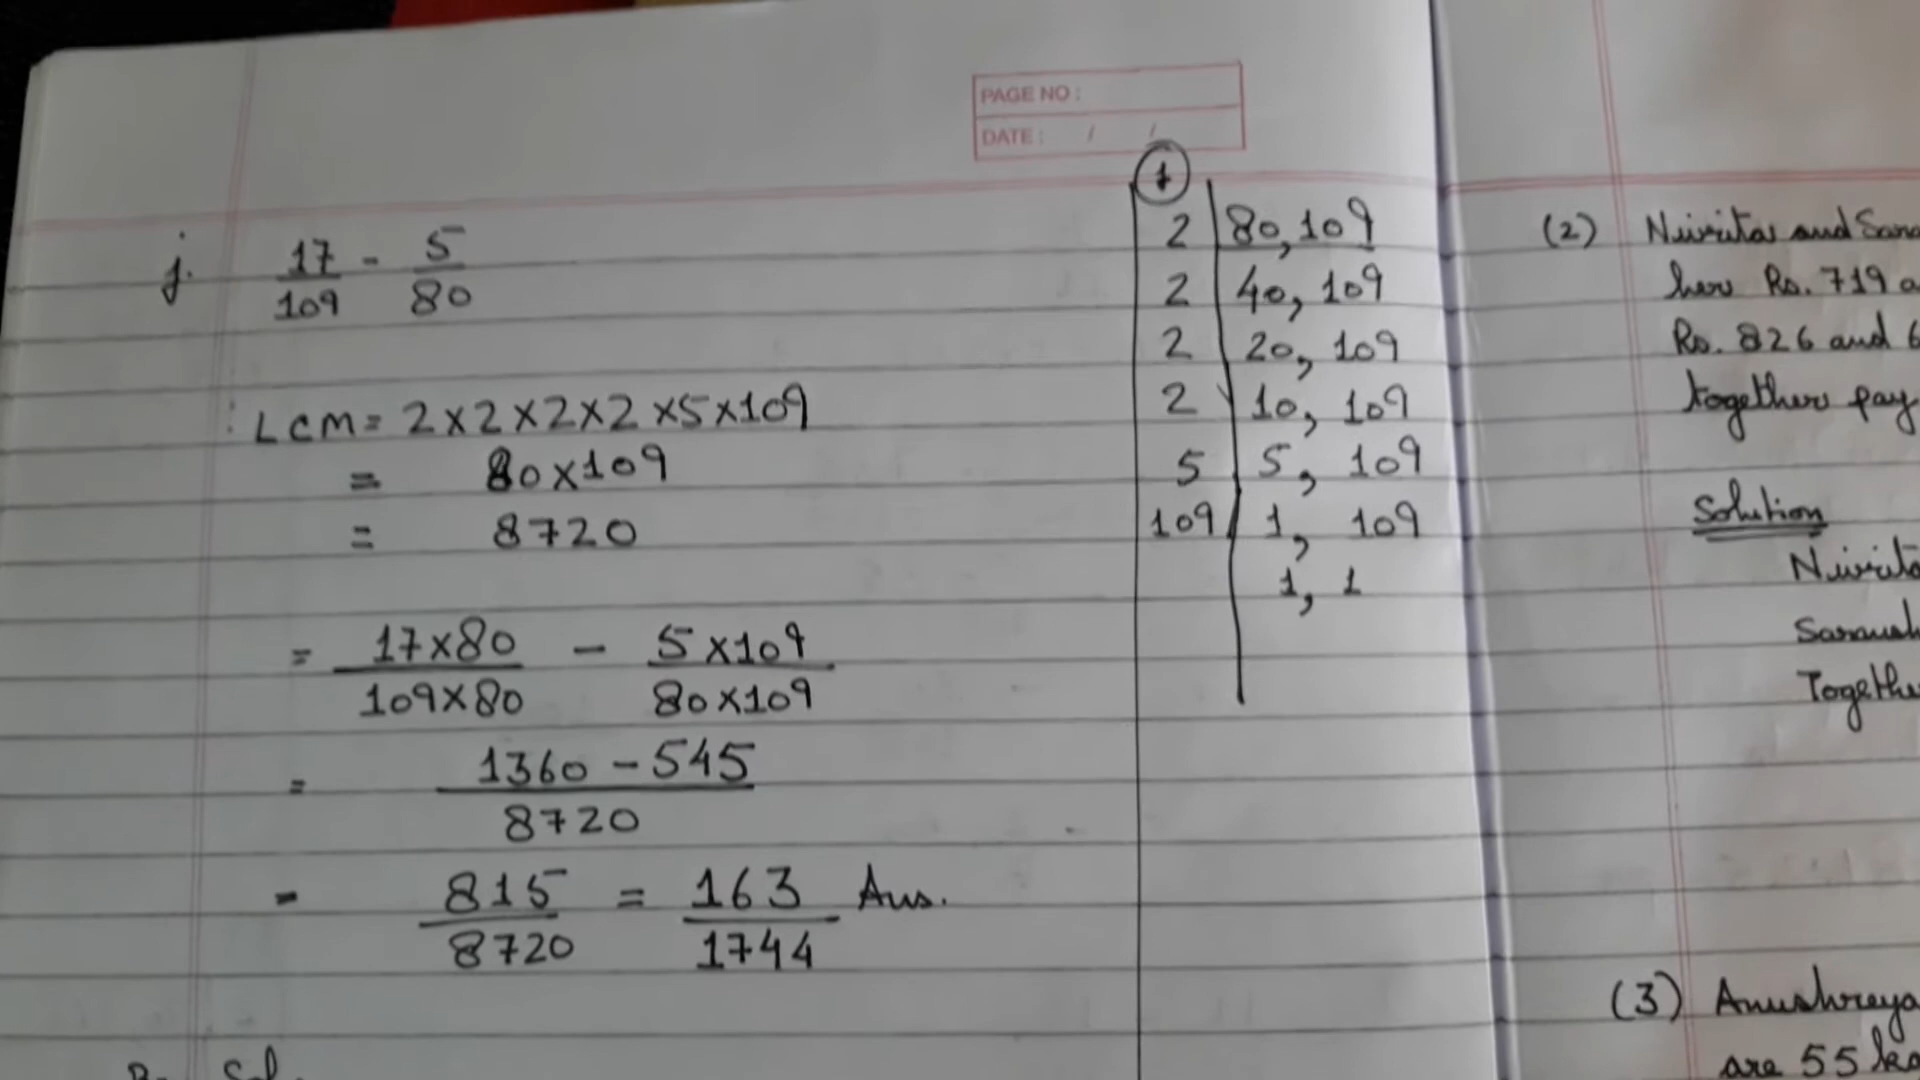 PAGE NO :
DATE : / /
j. 17/109 - 5/80
LCM = 2×2×2×2×5×109
= 80×109
= 8720
= 17×80/109×80 - 5×109/80×109
= 1360-545/8720
= 815/8720 = 163/1744 Ans.
1
2 | 80, 109
2 | 40, 109
2 | 20, 109
2 | 10, 109
5 | 5, 109
109 | 1, 109
1, 1
(2) and
Rs. 719
Rs. 826 and 6
together pay
Solution
(3)
are 55